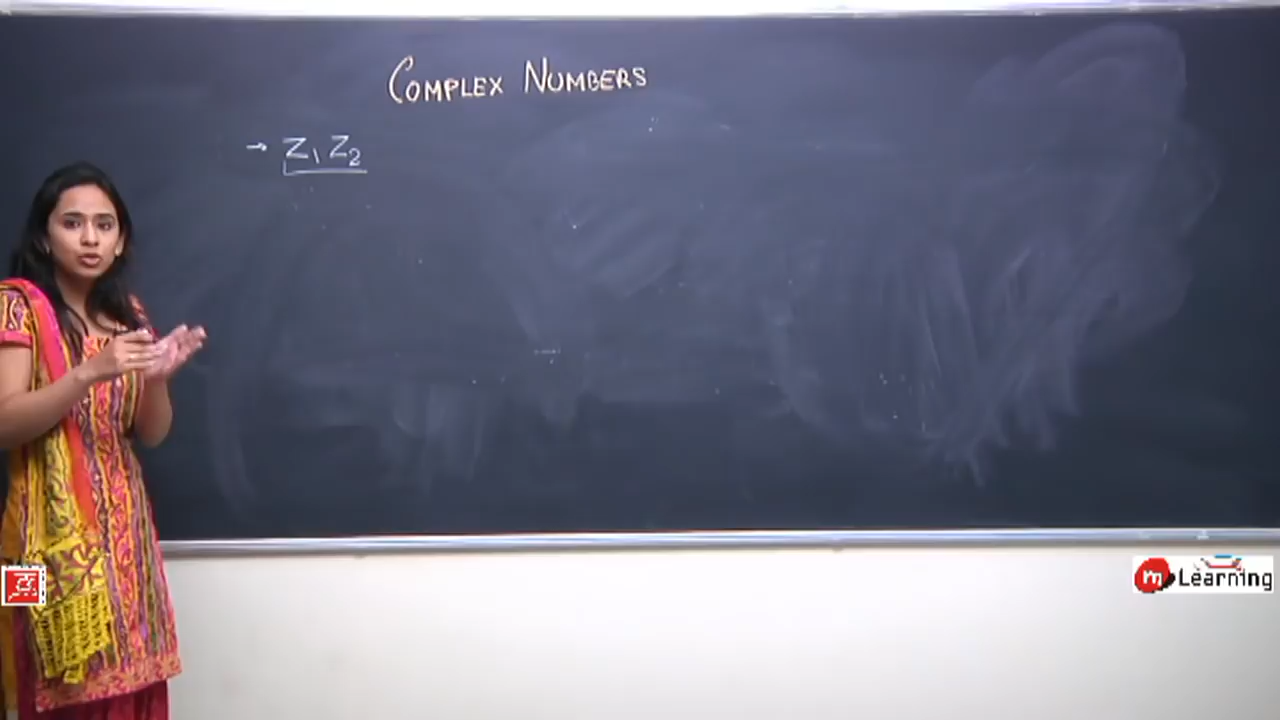 COMPLEX NUMBERS
→ Z₁ Z₂
m Learning